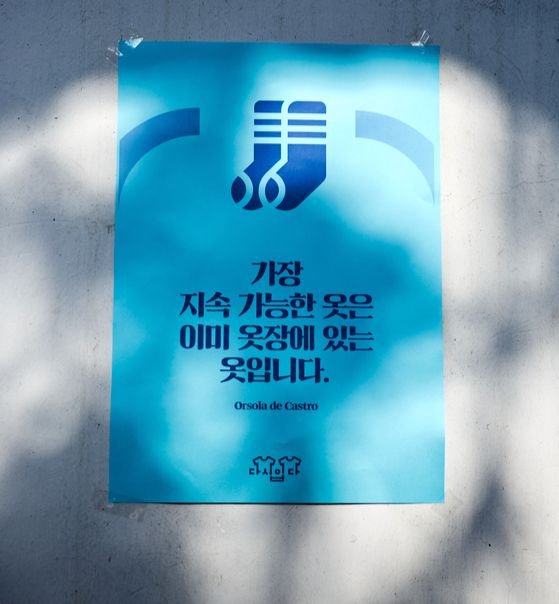 가장
지속 가능한 옷은
이미 옷장에 있는
옷입니다.
Orsola de Castro
다시입다